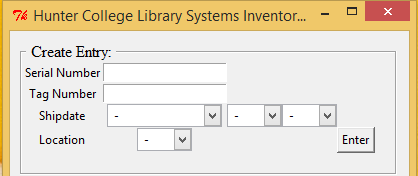 Hunter College Library Systems Inventor...
Create Entry:
Serial Number
Tag Number
Shipdate - - -
Location - Enter